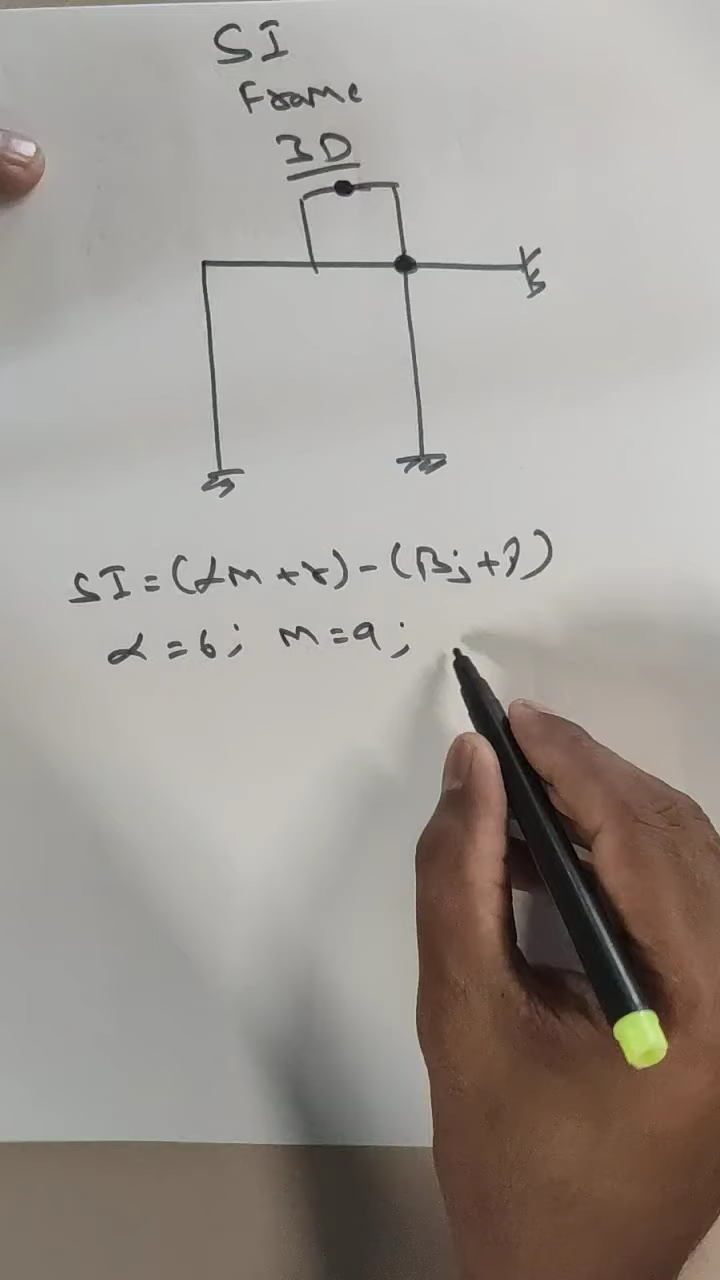 SI
Frame
3D
SI = (αm + r) - (βj + γ)
α = 6; m = 9;